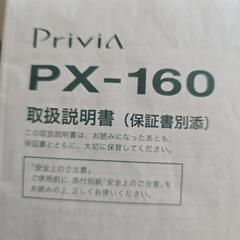 Privia
PX-160
取扱説明書（保証書別添）
この取扱説明書は、お読みになったあとも、
保証書とともに、大切に保管してください。
「安全上のご注意」
ご使用前に、添付別紙「安全上のご注意」を
お読みの上、正しくお使いください。